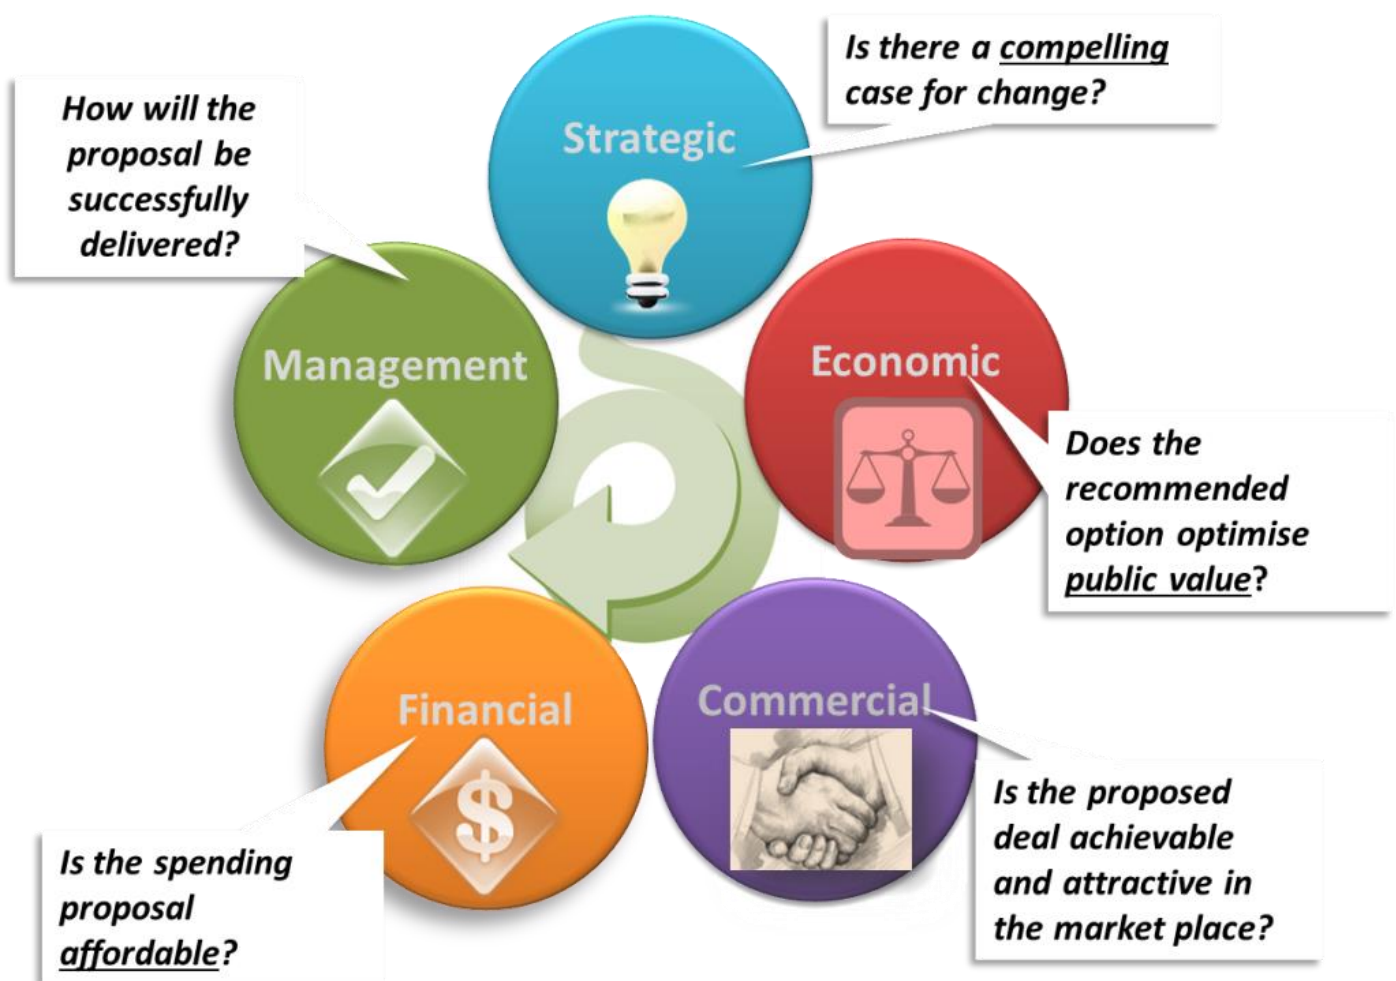 Strategic
Is there a compelling
case for change?
Economic
Does the
recommended
option optimise
public value?
Commercial
Is the proposed
deal achievable
and attractive in
the market place?
Financial
$
Is the spending
proposal
affordable?
Management
How will the
proposal be
successfully
delivered?